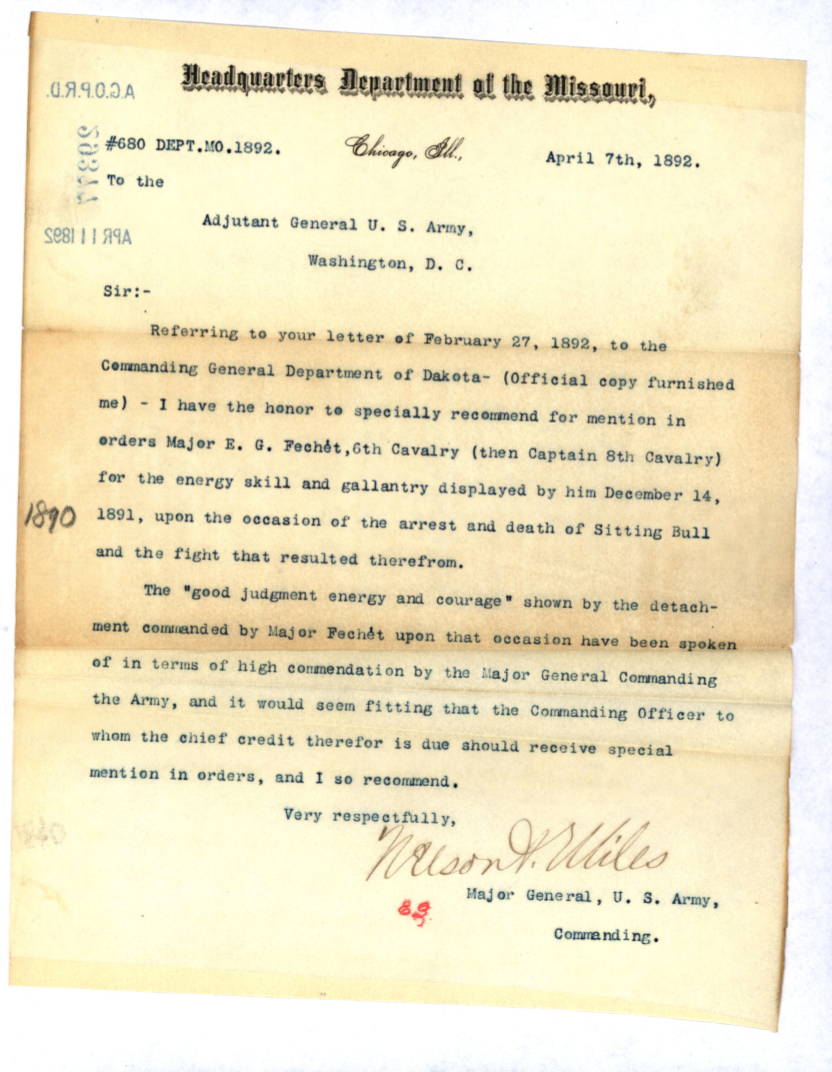 Headquarters Department of the Missouri,
A.G.O.P.R.D.
#680 DEPT.MO.1892.
Chicago, Ill.,
April 7th, 1892.
To the
Adjutant General U. S. Army,
APR 11 1892
Washington, D. C.
Sir:-
Referring to your letter of February 27, 1892, to the
Commanding General Department of Dakota- (Official copy furnished
me) - I have the honor to specially recommend for mention in
orders Major E. G. Fechét,6th Cavalry (then Captain 8th Cavalry)
for the energy skill and gallantry displayed by him December 14,
1890
1891, upon the occasion of the arrest and death of Sitting Bull
and the fight that resulted therefrom.
The "good judgment energy and courage" shown by the detach-
ment commanded by Major Fechét upon that occasion have been spoken
of in terms of high commendation by the Major General Commanding
the Army, and it would seem fitting that the Commanding Officer to
whom the chief credit therefor is due should receive special
mention in orders, and I so recommend.
Very respectfully,
Nelson A. Miles
Major General, U. S. Army,
Commanding.